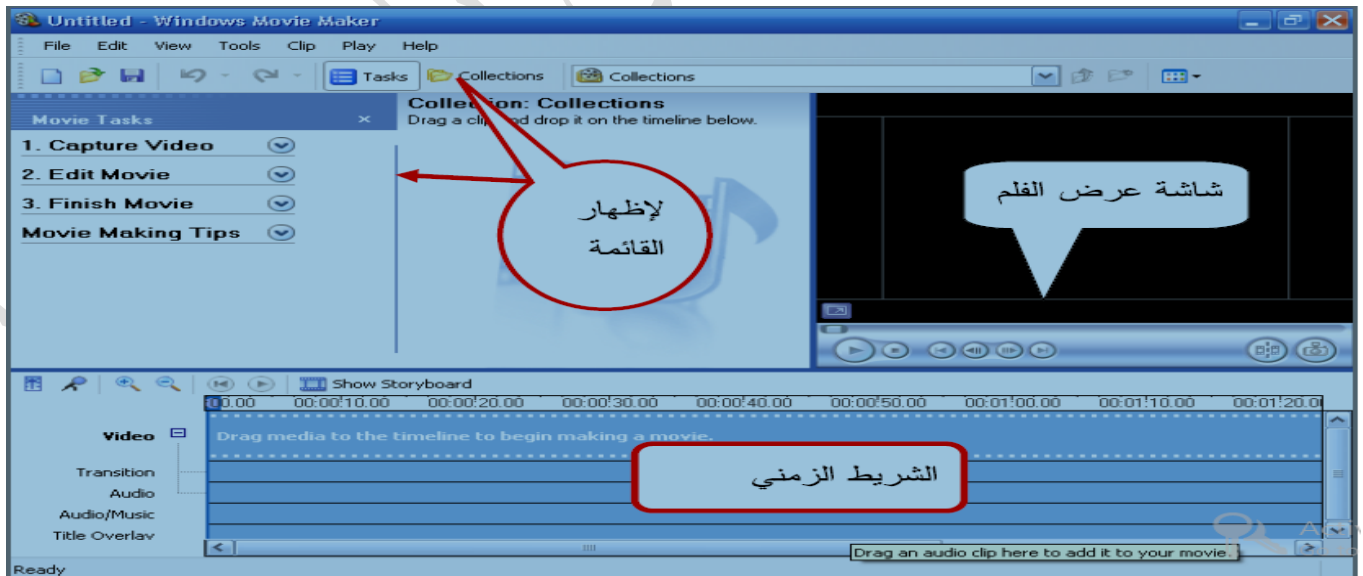 Untitled - Windows Movie Maker
File Edit View Tools Clip Play Help
Tasks Collections Collections
Movie Tasks
Collection: Collections
Drag a clip and drop it on the timeline below.
1. Capture Video
2. Edit Movie
3. Finish Movie
Movie Making Tips
لإظهار
القائمة
شاشة عرض الفلم
Show Storyboard
0.00 00:00:10.00 00:00:20.00 00:00:30.00 00:00:40.00 00:00:50.00 00:01:00.00 00:01:10.00 00:01:20.0
Video
Drag media to the timeline to begin making a movie.
الشريط الزمني
Transition
Audio
Audio/Music
Title Overlay
Drag an audio clip here to add it to your movie.
Ready